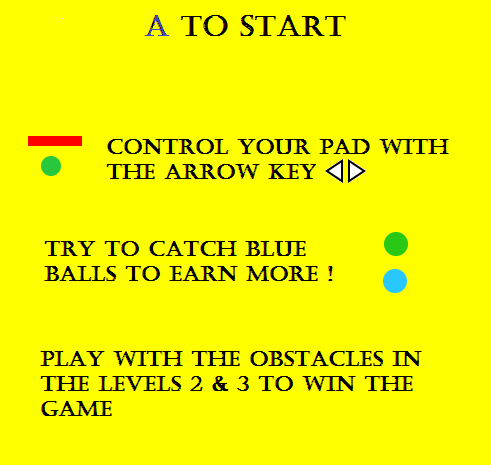 A TO START
CONTROL YOUR PAD WITH
THE ARROW KEY
TRY TO CATCH BLUE
BALLS TO EARN MORE !
PLAY WITH THE OBSTACLES IN
THE LEVELS 2 & 3 TO WIN THE
GAME